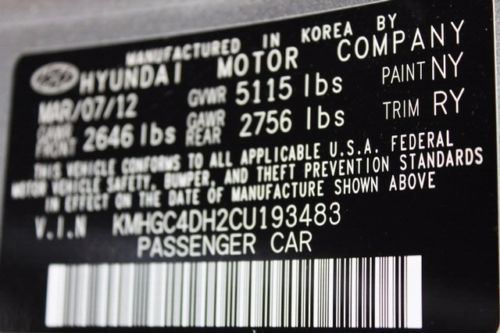 MANUFACTURED IN KOREA BY
HYUNDAI MOTOR COMPANY
MAR/07/12 GVWR 5115 lbs PAINT NY
GAWR FRONT 2646 lbs GAWR REAR 2756 lbs TRIM RY
THIS VEHICLE CONFORMS TO ALL APPLICABLE U.S.A. FEDERAL
MOTOR VEHICLE SAFETY, BUMPER, AND THEFT PREVENTION STANDARDS
IN EFFECT ON THE DATE OF MANUFACTURE SHOWN ABOVE
V.I.N KMHGC4DH2CU193483
PASSENGER CAR